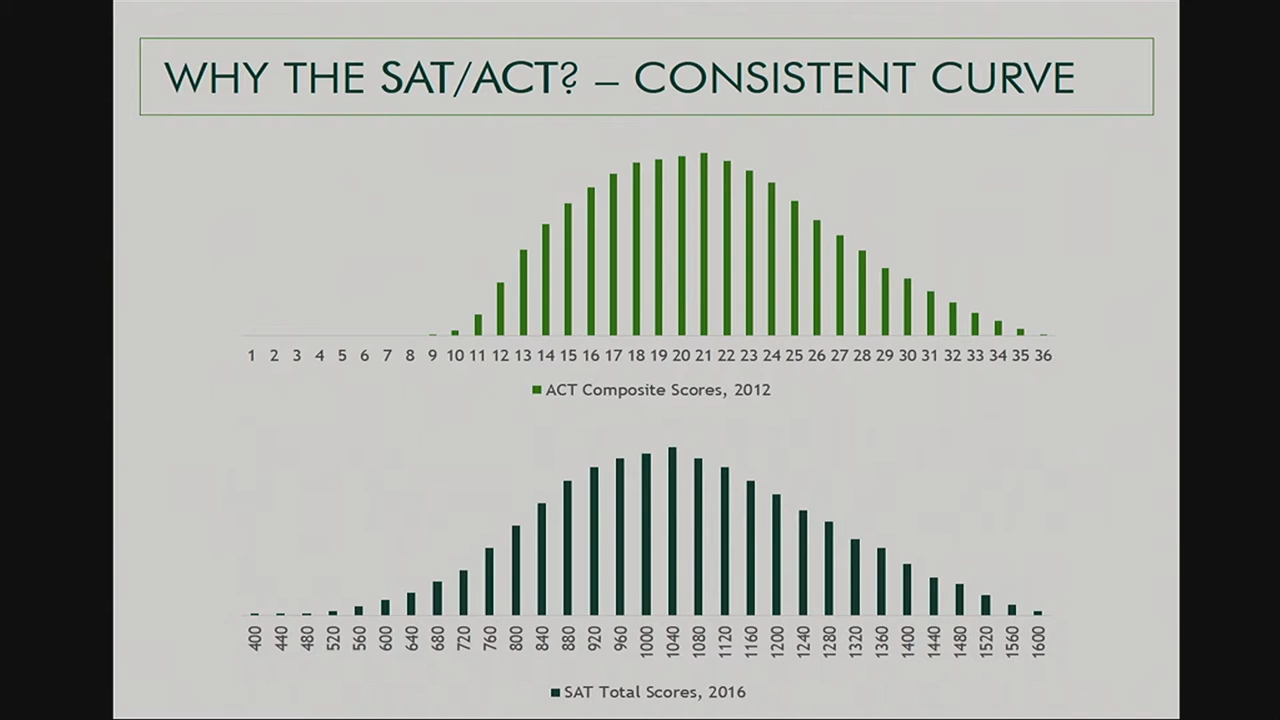 WHY THE SAT/ACT? – CONSISTENT CURVE
1 2 3 4 5 6 7 8 9 10 11 12 13 14 15 16 17 18 19 20 21 22 23 24 25 26 27 28 29 30 31 32 33 34 35 36
ACT Composite Scores, 2012
400 440 480 520 560 600 640 680 720 760 800 840 880 920 960 1000 1040 1080 1120 1160 1200 1240 1280 1320 1360 1400 1440 1480 1520 1560 1600
SAT Total Scores, 2016